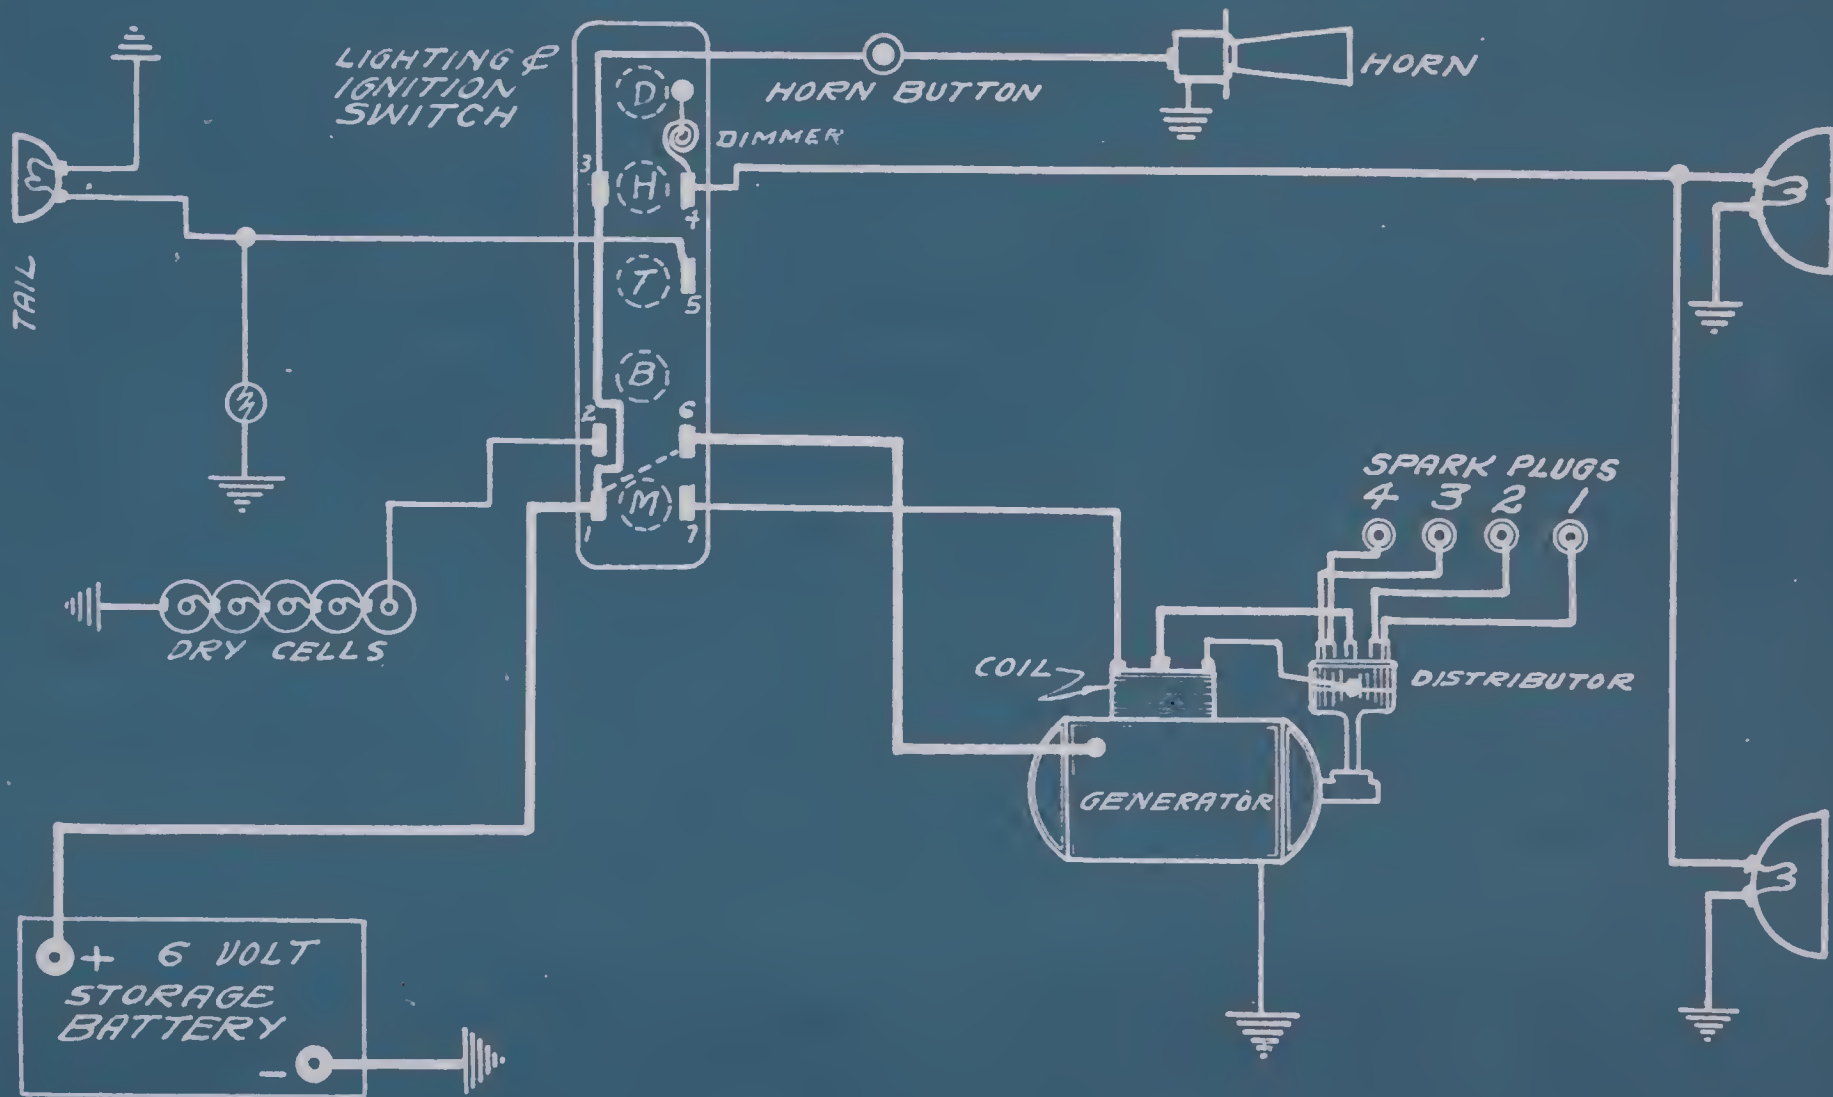 LIGHTING &
IGNITION
SWITCH
D
HORN BUTTON
HORN
DIMMER
3
H
4
TAIL
T
5
B
2
6
SPARK PLUGS
4 3 2 1
M
1
7
DRY CELLS
COIL
DISTRIBUTOR
GENERATOR
+ 6 VOLT
STORAGE
BATTERY
-